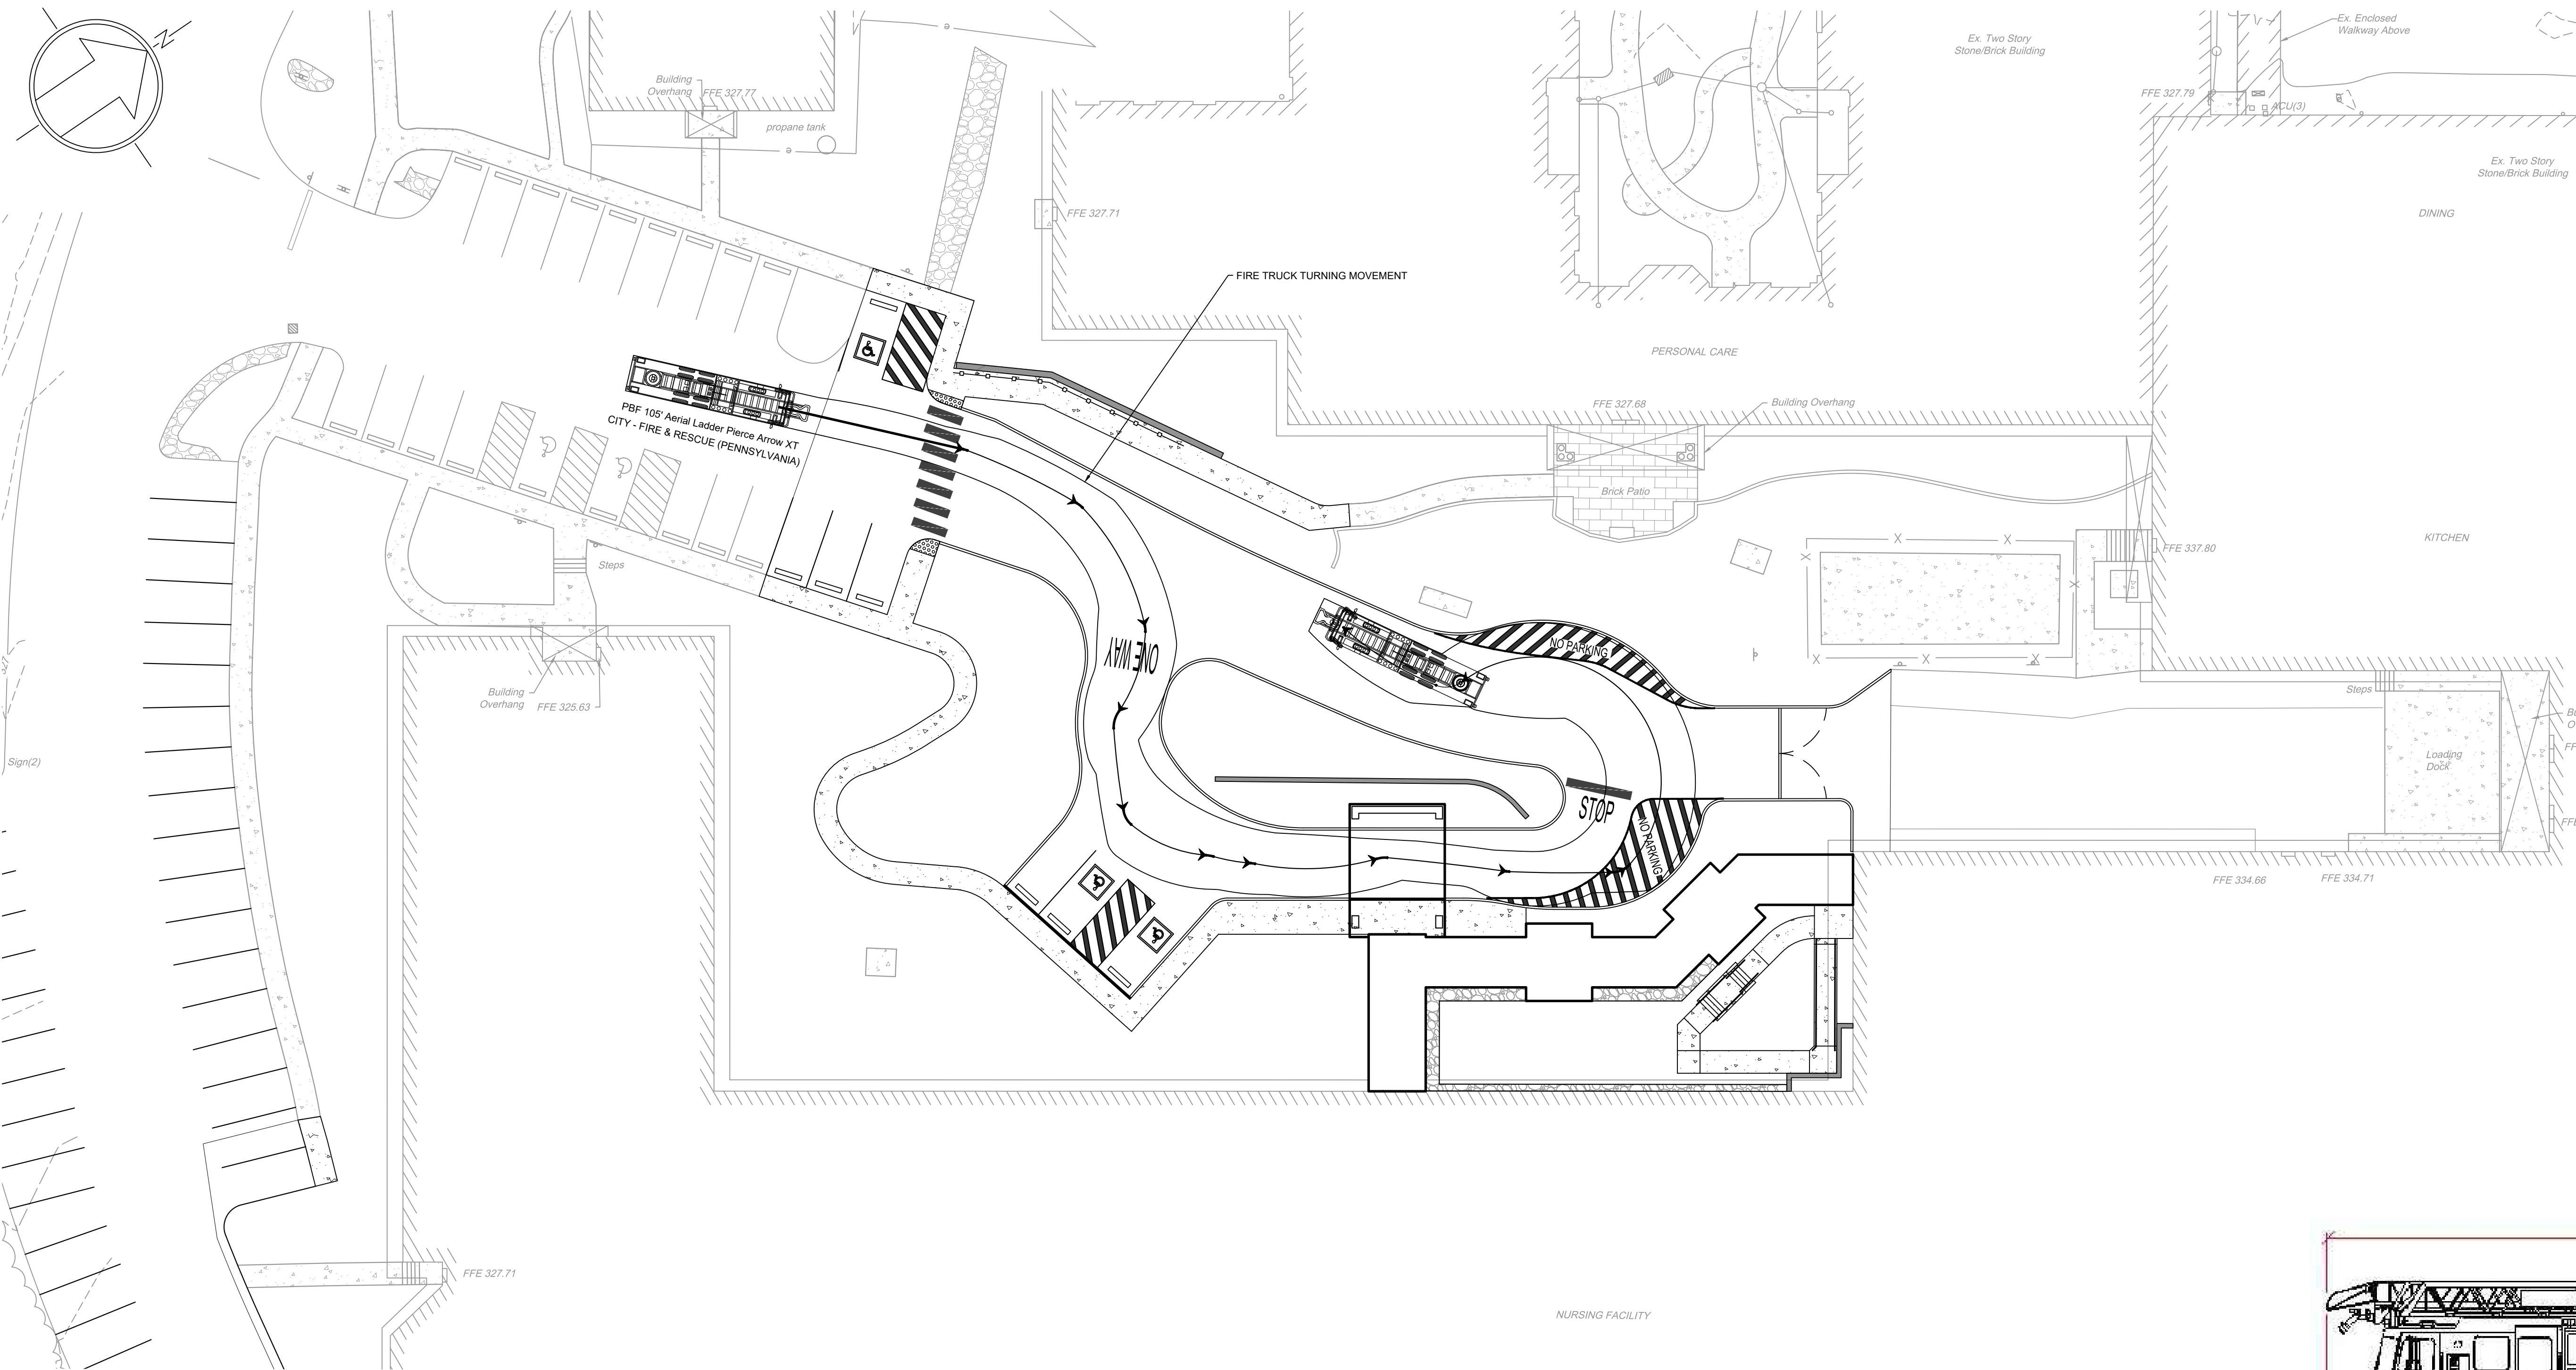 N
Ex. Enclosed
Walkway Above
Ex. Two Story
Stone/Brick Building
Building
Overhang
FFE 327.77
FFE 327.79
ACU(3)
propane tank
Ex. Two Story
Stone/Brick Building
FFE 327.71
DINING
FIRE TRUCK TURNING MOVEMENT
PERSONAL CARE
PBF 105' Aerial Ladder Pierce Arrow XT
CITY - FIRE & RESCUE (PENNSYLVANIA)
FFE 327.68
Building Overhang
Brick Patio
KITCHEN
FFE 337.80
Steps
ONE WAY
NO PARKING
Building
Overhang
FFE 325.63
Steps
Sign(2)
Loading
Dock
STOP
NO PARKING
FFE 334.66
FFE 334.71
FFE 327.71
NURSING FACILITY